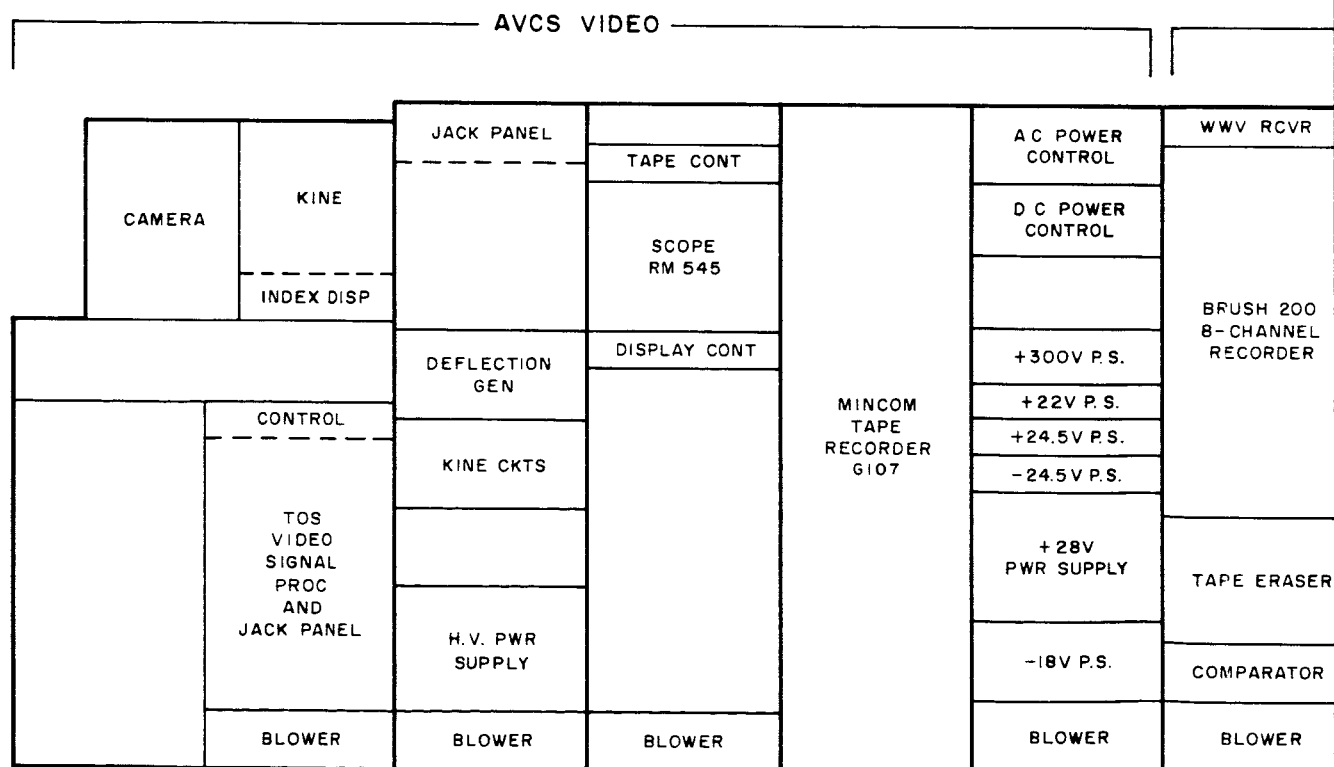 AVCS VIDEO
CAMERA
KINE
INDEX DISP
CONTROL
TOS
VIDEO
SIGNAL
PROC
AND
JACK PANEL
BLOWER
JACK PANEL
DEFLECTION
GEN
KINE CKTS
H.V. PWR
SUPPLY
BLOWER
TAPE CONT
SCOPE
RM 545
DISPLAY CONT
BLOWER
MINCOM
TAPE
RECORDER
G107
AC POWER
CONTROL
DC POWER
CONTROL
+300V P.S.
+22V P.S.
+24.5V P.S.
-24.5V P.S.
+28V
PWR SUPPLY
-18V P.S.
BLOWER
WWV RCVR
BRUSH 200
8-CHANNEL
RECORDER
TAPE ERASER
COMPARATOR
BLOWER